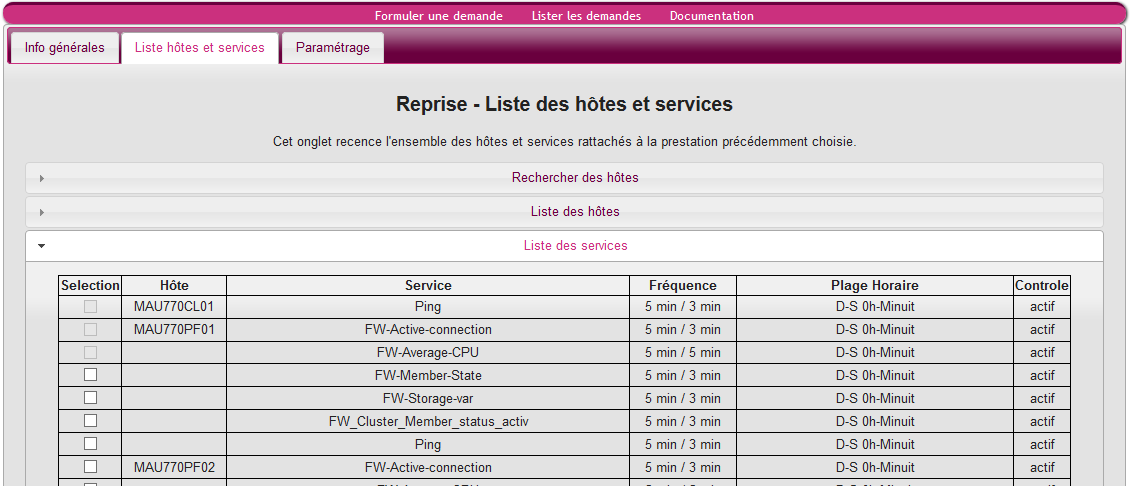 Formuler une demande Lister les demandes Documentation
Info générales Liste hôtes et services Paramétrage
Reprise - Liste des hôtes et services
Cet onglet recence l'ensemble des hôtes et services rattachés à la prestation précédemment choisie.
Rechercher des hôtes
Liste des hôtes
Liste des services
Selection Hôte Service Fréquence Plage Horaire Controle
MAU770CL01 Ping 5 min / 3 min D-S 0h-Minuit actif
MAU770PF01 FW-Active-connection 5 min / 3 min D-S 0h-Minuit actif
FW-Average-CPU 5 min / 5 min D-S 0h-Minuit actif
FW-Member-State 5 min / 3 min D-S 0h-Minuit actif
FW-Storage-var 5 min / 3 min D-S 0h-Minuit actif
FW_Cluster_Member_status_activ 5 min / 3 min D-S 0h-Minuit actif
Ping 5 min / 3 min D-S 0h-Minuit actif
MAU770PF02 FW-Active-connection 5 min / 3 min D-S 0h-Minuit actif